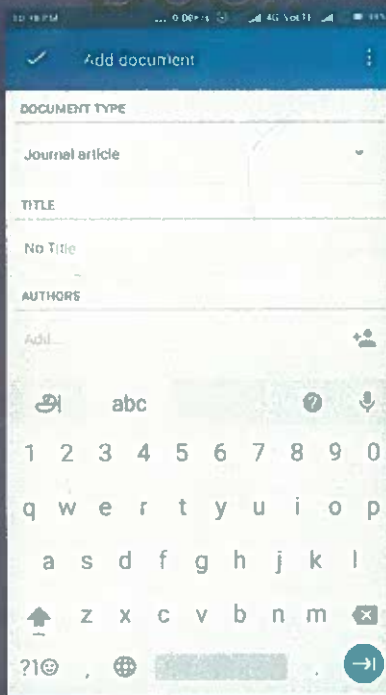 Add document
DOCUMENT TYPE
Journal article
TITLE
No Title
AUTHORS
Add...
அ abc
1 2 3 4 5 6 7 8 9 0
q w e r t y u i o p
a s d f g h j k l
z x c v b n m
?1☺ , .